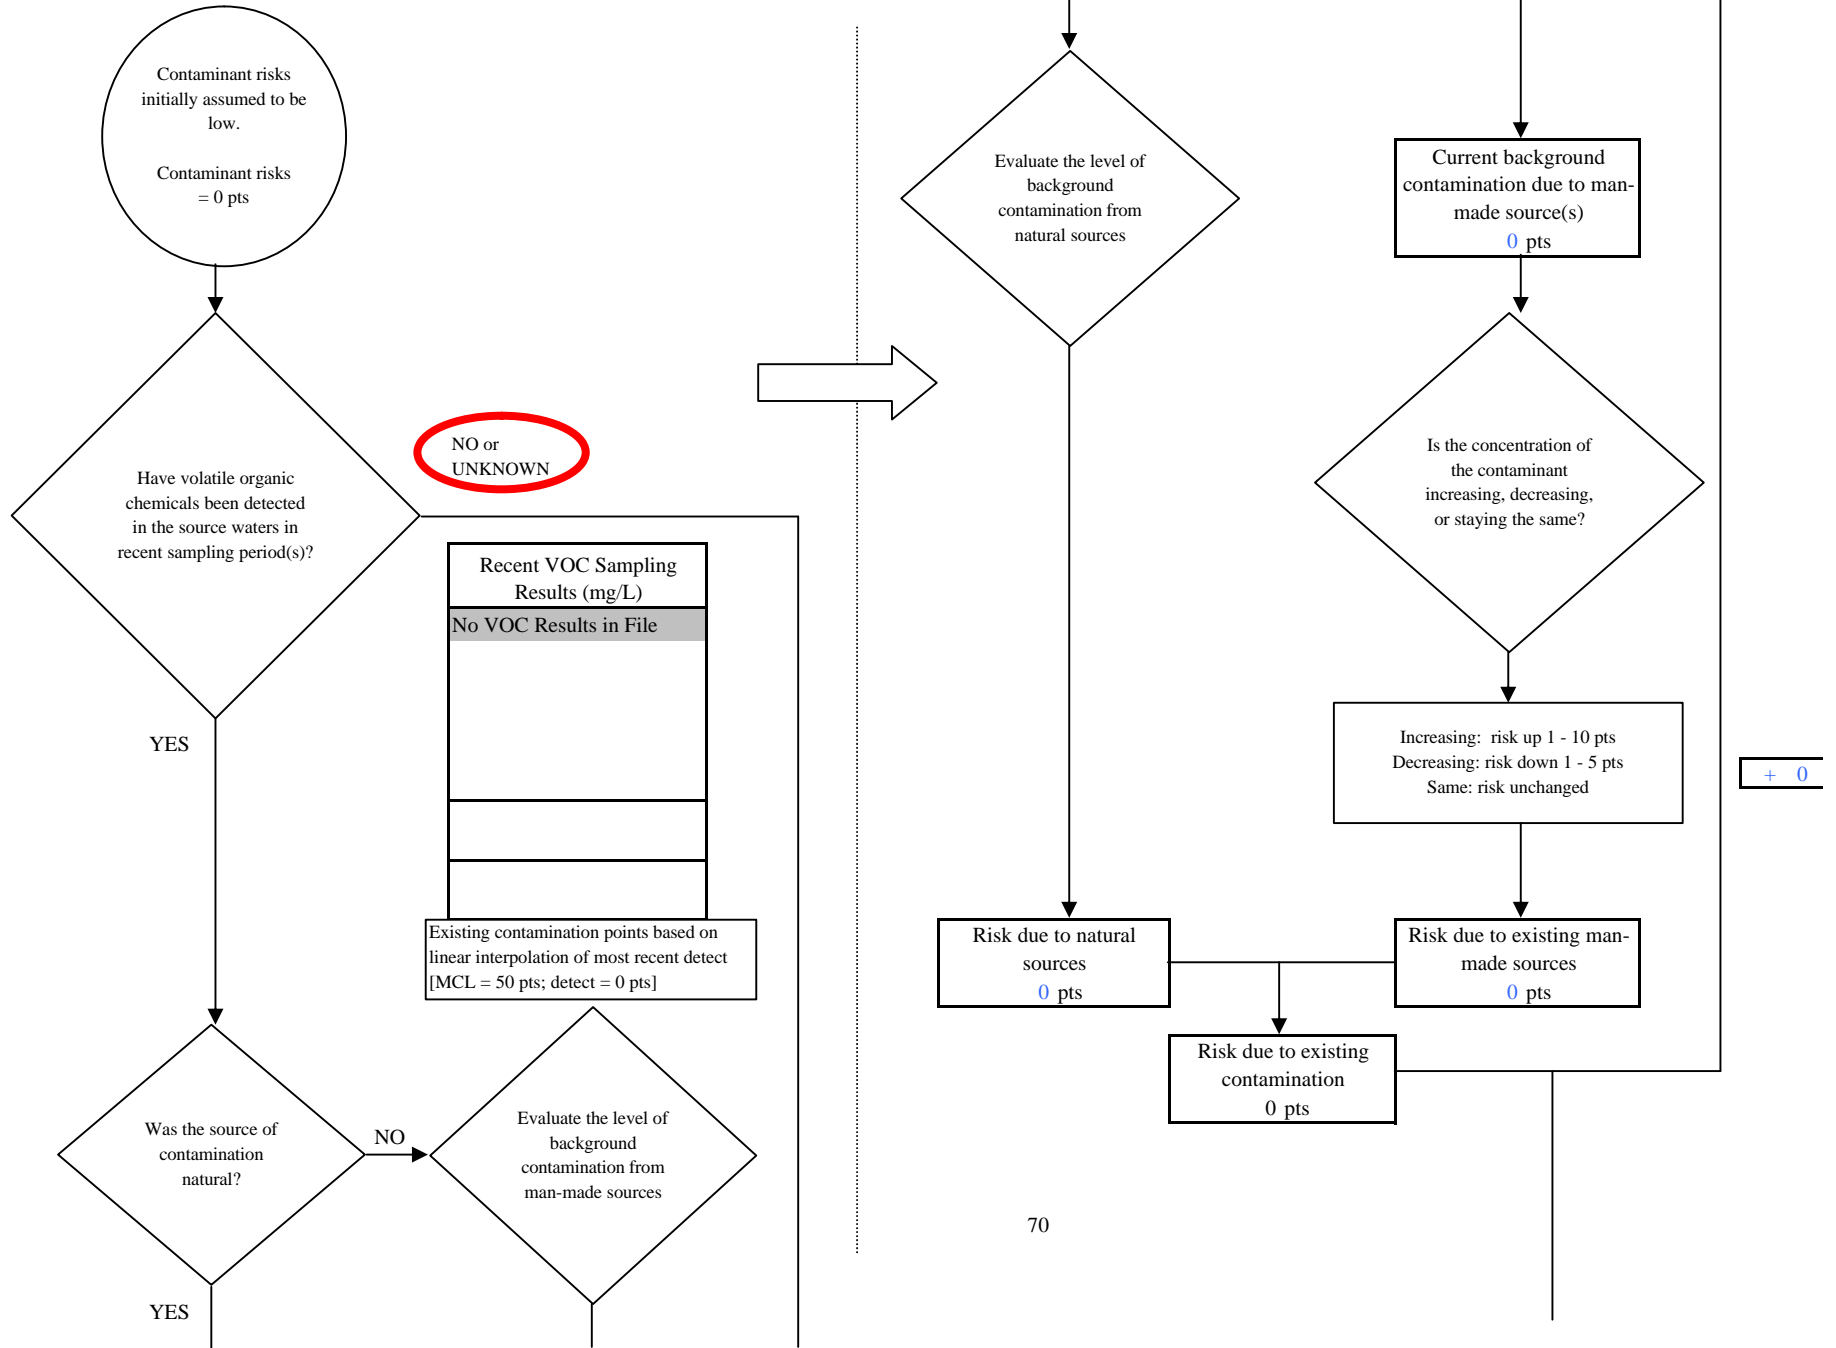 Contaminant risks
initially assumed to be
low.
Contaminant risks
= 0 pts
Have volatile organic
chemicals been detected
in the source waters in
recent sampling period(s)?
NO or
UNKNOWN
YES
Recent VOC Sampling
Results (mg/L)
No VOC Results in File
Existing contamination points based on
linear interpolation of most recent detect
[MCL = 50 pts; detect = 0 pts]
Was the source of
contamination
natural?
NO
YES
Evaluate the level of
background
contamination from
man-made sources
Evaluate the level of
background
contamination from
natural sources
Current background
contamination due to man-
made source(s)
0 pts
Is the concentration of
the contaminant
increasing, decreasing,
or staying the same?
Increasing: risk up 1 - 10 pts
Decreasing: risk down 1 - 5 pts
Same: risk unchanged
+ 0
Risk due to natural
sources
0 pts
Risk due to existing man-
made sources
0 pts
Risk due to existing
contamination
0 pts
70